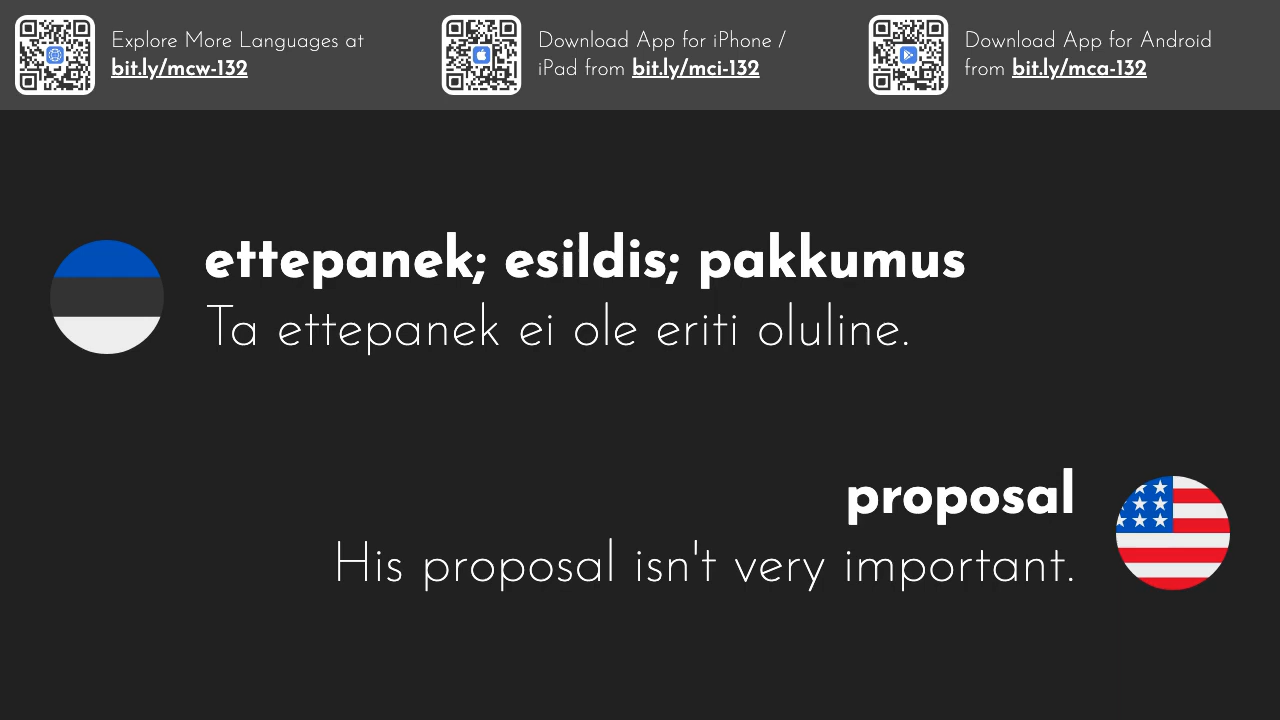 Explore More Languages at
bit.ly/mcw-132
Download App for iPhone /
iPad from bit.ly/mci-132
Download App for Android
from bit.ly/mca-132
ettepanek; esildis; pakkumus
Ta ettepanek ei ole eriti oluline.
proposal
His proposal isn't very important.